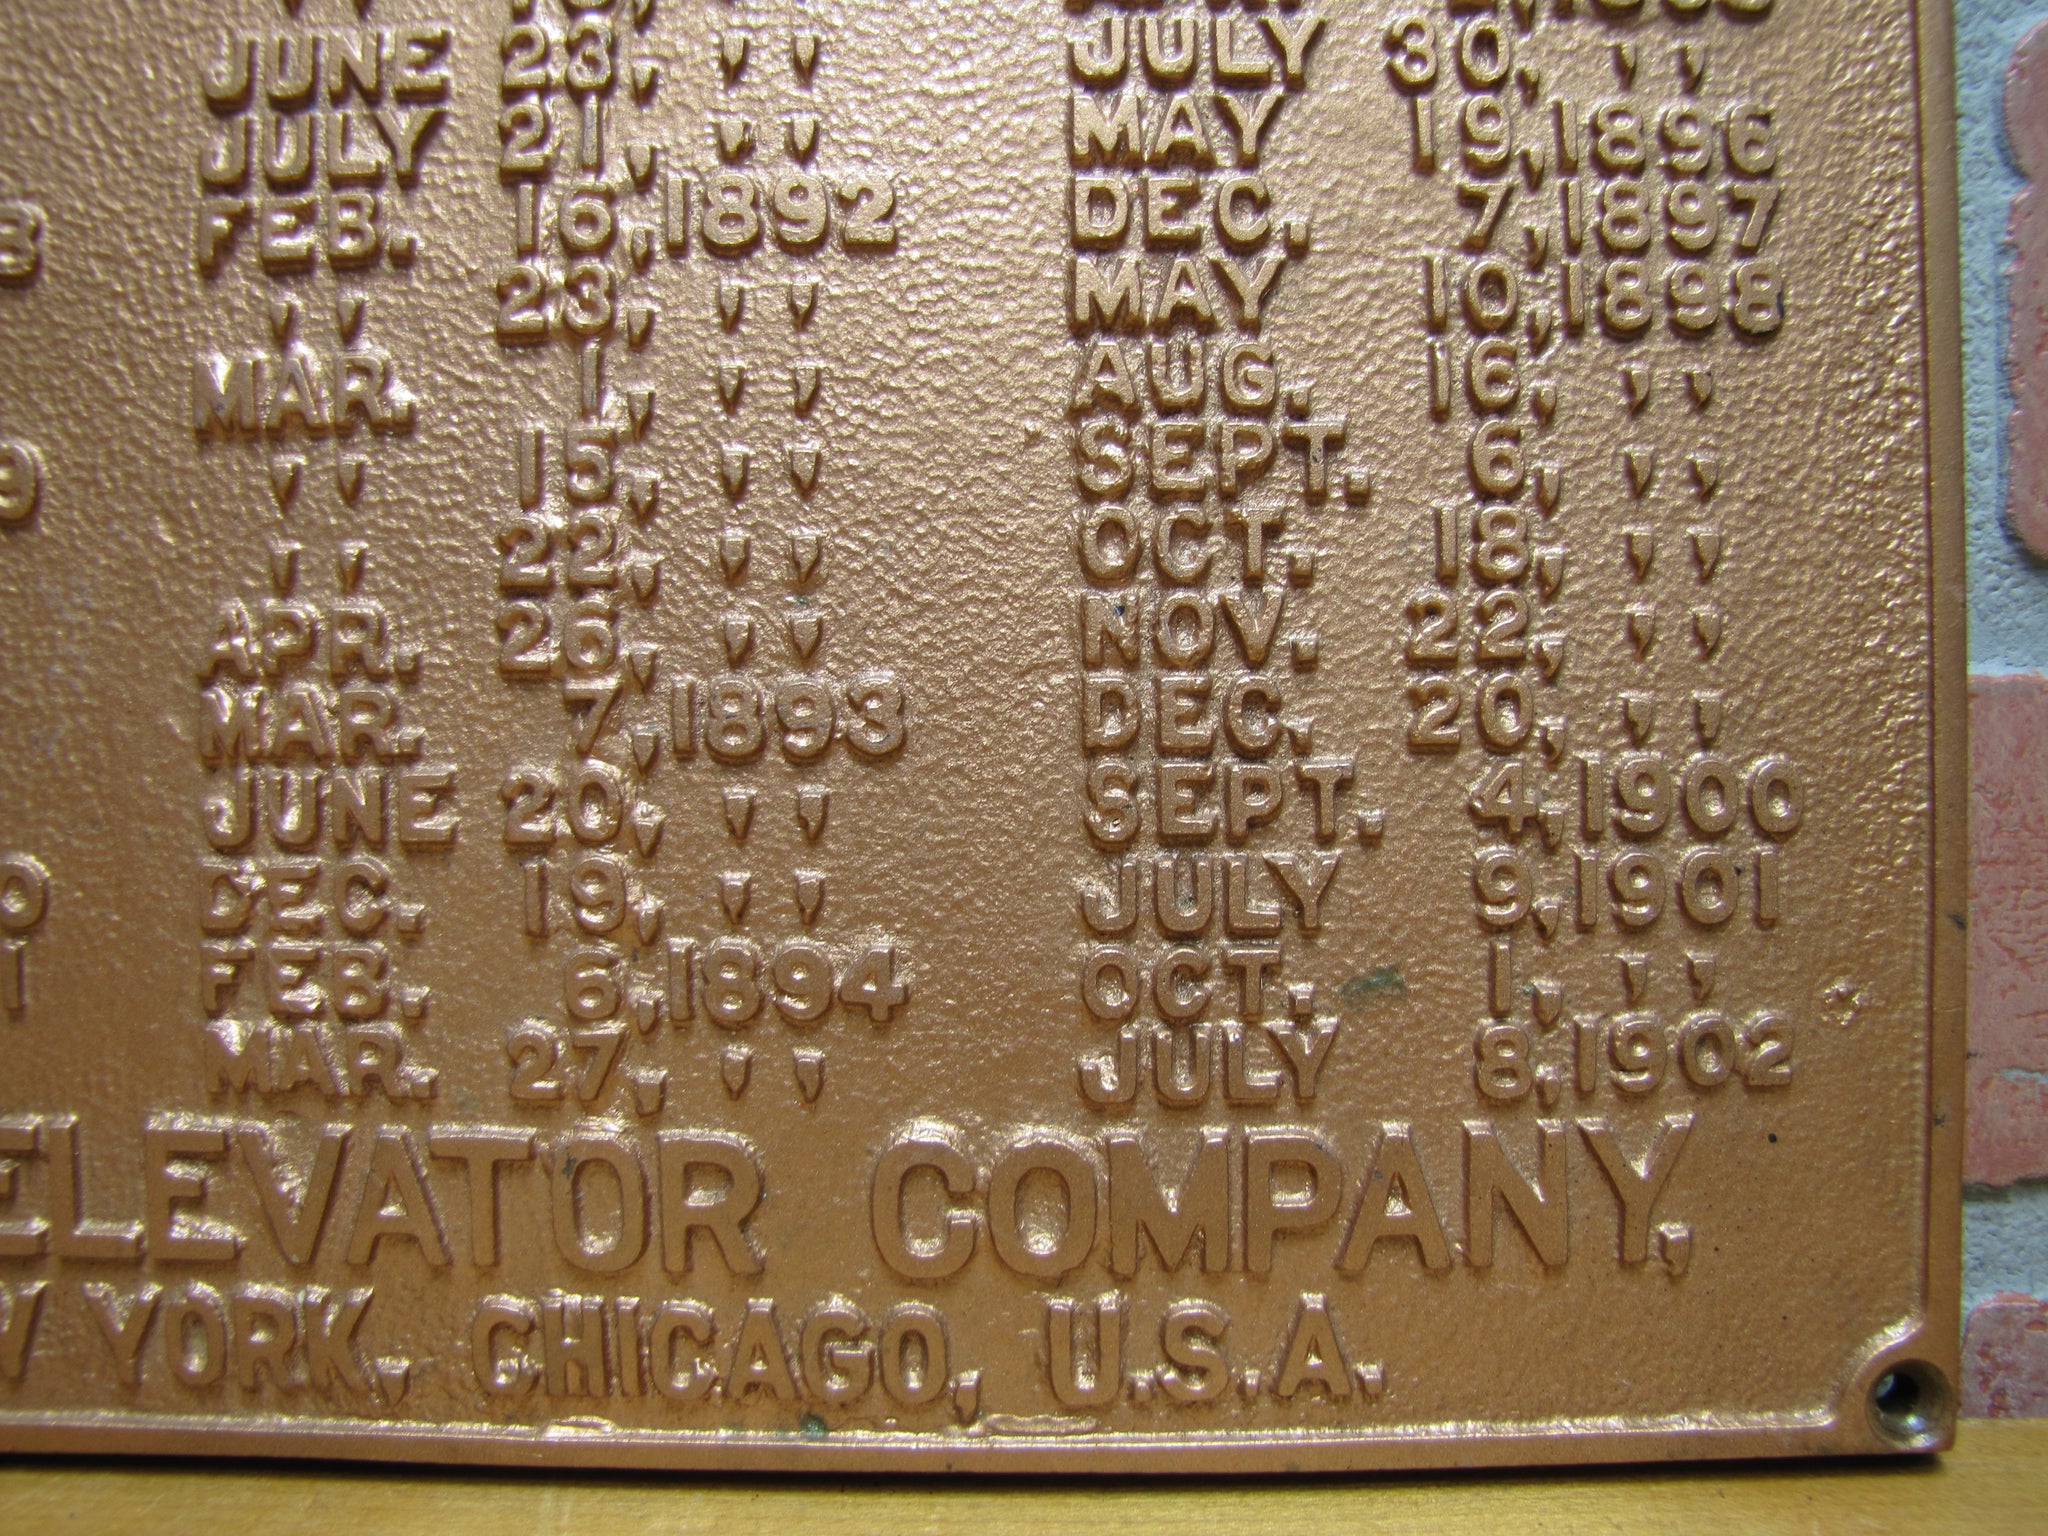 JUNE 23, ,, JULY 30, ,,
JULY 21, ,, MAY 19, 1896
FEB. 16, 1892 DEC. 7, 1897
,, 23, ,, MAY 10, 1898
MAR. 1, ,, AUG. 16, ,,
,, 15, ,, SEPT. 6, ,,
,, 22, ,, OCT. 18, ,,
APR. 26, ,, NOV. 22, ,,
MAR. 7, 1893 DEC. 20, ,,
JUNE 20, ,, SEPT. 4, 1900
DEC. 19, ,, JULY 9, 1901
FEB. 6, 1894 OCT. 1, ,,
MAR. 27, ,, JULY 8, 1902
ELEVATOR COMPANY,
YORK, CHICAGO, U.S.A.